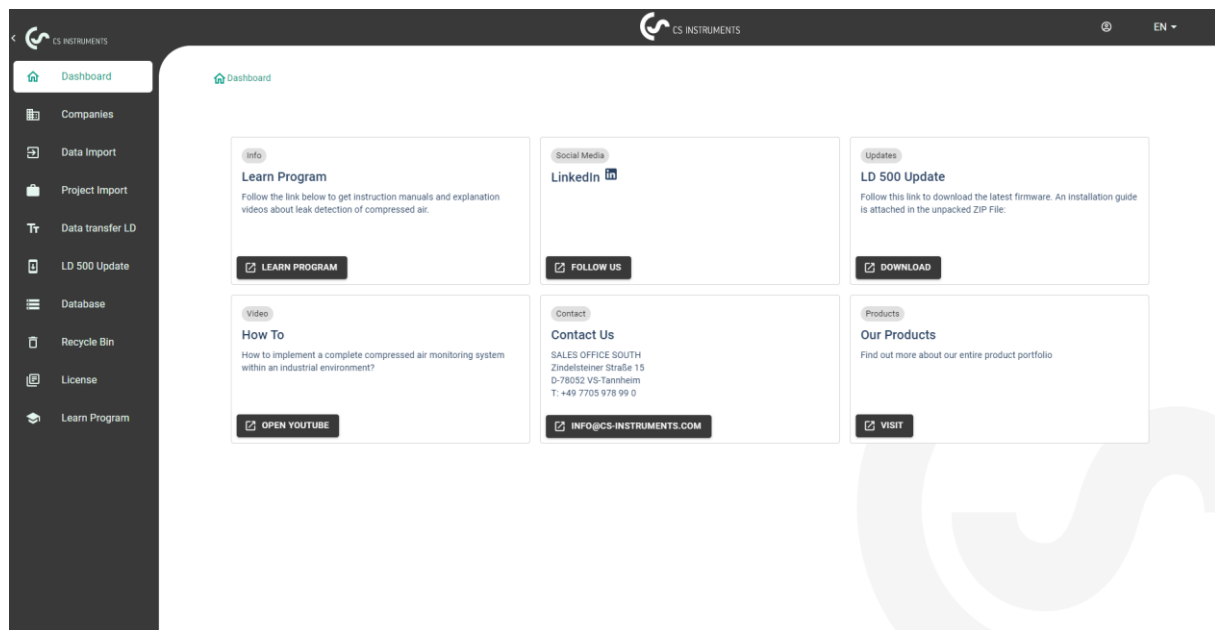 CS INSTRUMENTS
CS INSTRUMENTS
EN
Dashboard
Companies
Data Import
Project Import
Data transfer LD
LD 500 Update
Database
Recycle Bin
License
Learn Program
Dashboard
Info
Learn Program
Follow the link below to get instruction manuals and explanation
videos about leak detection of compressed air.
LEARN PROGRAM
Social Media
LinkedIn in
FOLLOW US
Updates
LD 500 Update
Follow this link to download the latest firmware. An installation guide
is attached in the unpacked ZIP File:
DOWNLOAD
Video
How To
How to implement a complete compressed air monitoring system
within an industrial environment?
OPEN YOUTUBE
Contact
Contact Us
SALES OFFICE SOUTH
Zindelsteiner Straße 15
D-78052 VS-Tannheim
T: +49 7705 978 99 0
INFO@CS-INSTRUMENTS.COM
Products
Our Products
Find out more about our entire product portfolio
VISIT